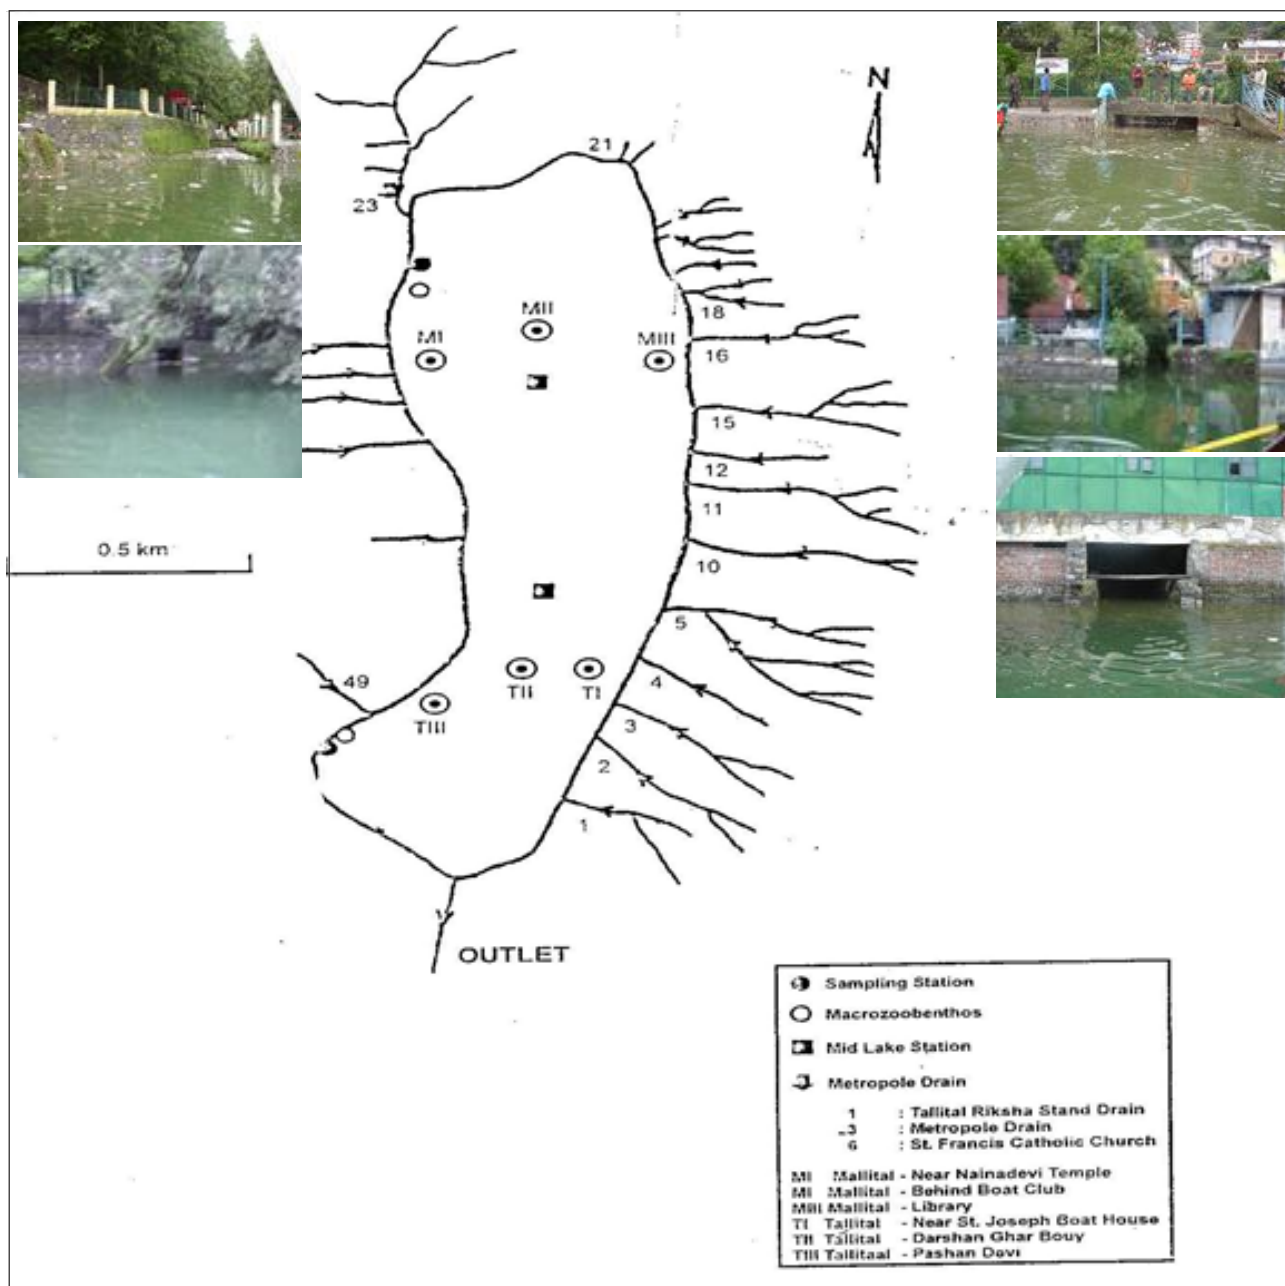 N
21
23
MII
18
MI
MIII
16
15
12
11
0.5 km
10
5
49
TII
TI
4
TIII
3
2
1
OUTLET
Sampling Station
Macrozoobenthos
Mid Lake Station
Metropole Drain
1 : Tallital Riksha Stand Drain
3 : Metropole Drain
6 : St. Francis Catholic Church
MI Mallital - Near Nainadevi Temple
MI Mallital - Behind Boat Club
MIII Mallital - Library
TI Tallital - Near St. Joseph Boat House
TII Tallital - Darshan Ghar Bouy
TIII Tallitaal - Pashan Devi